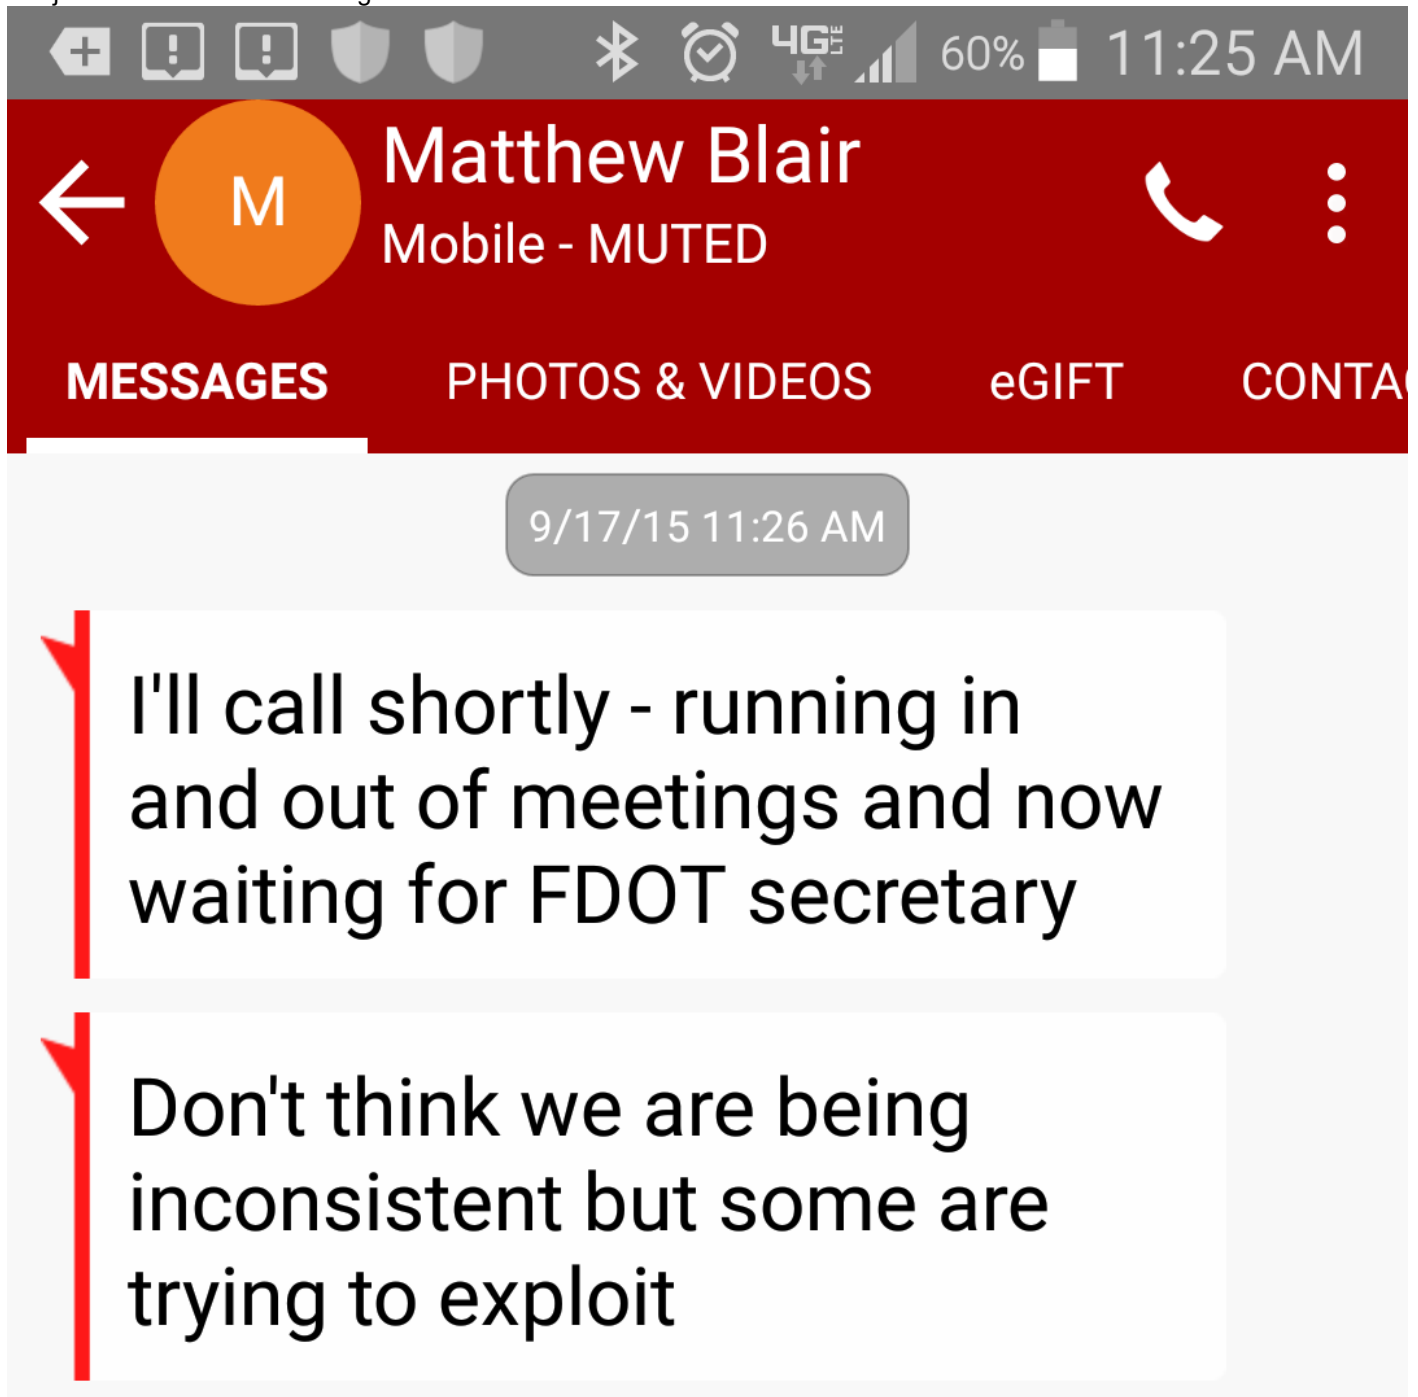 60% 11:25 AM
4G LTE
M
Matthew Blair
Mobile - MUTED
MESSAGES PHOTOS & VIDEOS eGIFT
9/17/15 11:26 AM
I'll call shortly - running in
and out of meetings and now
waiting for FDOT secretary
Don't think we are being
inconsistent but some are
trying to exploit